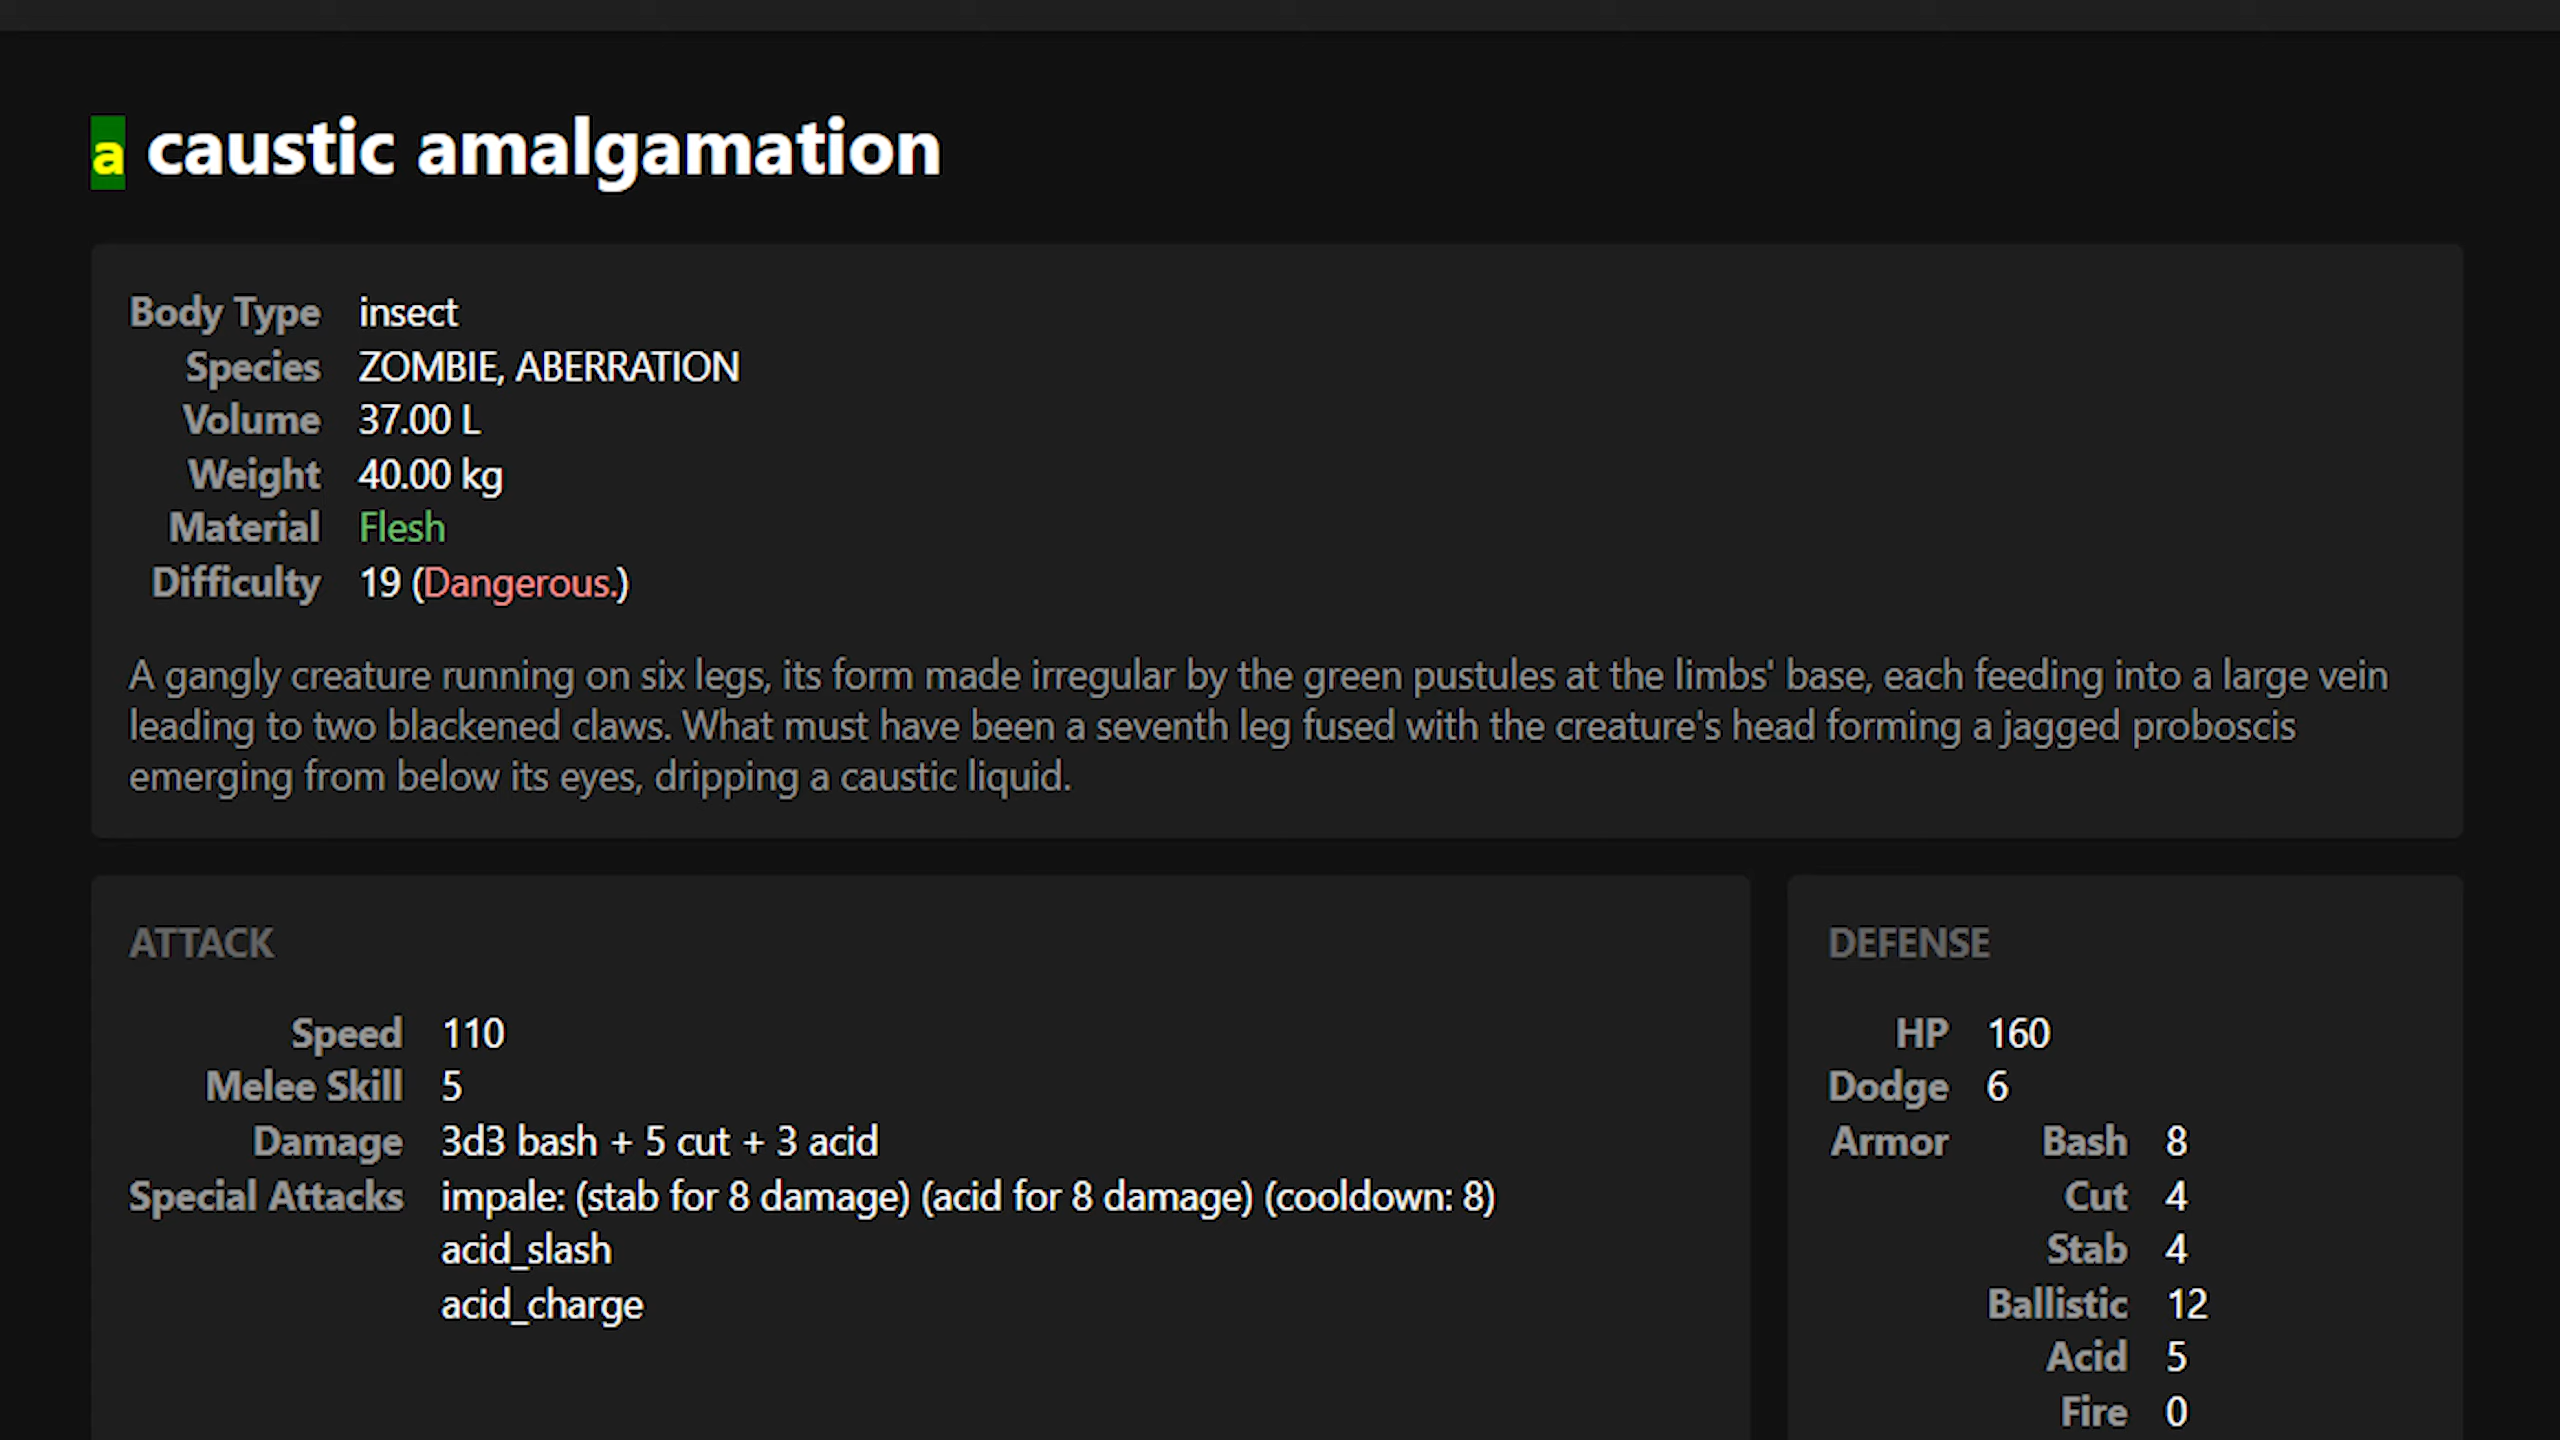 a caustic amalgamation
Body Type insect
Species ZOMBIE, ABERRATION
Volume 37.00 L
Weight 40.00 kg
Material Flesh
Difficulty 19 (Dangerous.)
A gangly creature running on six legs, its form made irregular by the green pustules at the limbs' base, each feeding into a large vein
leading to two blackened claws. What must have been a seventh leg fused with the creature's head forming a jagged proboscis
emerging from below its eyes, dripping a caustic liquid.
ATTACK
Speed 110
Melee Skill 5
Damage 3d3 bash + 5 cut + 3 acid
Special Attacks impale: (stab for 8 damage) (acid for 8 damage) (cooldown: 8)
acid_slash
acid_charge
DEFENSE
HP 160
Dodge 6
Armor Bash 8
Cut 4
Stab 4
Ballistic 12
Acid 5
Fire 0